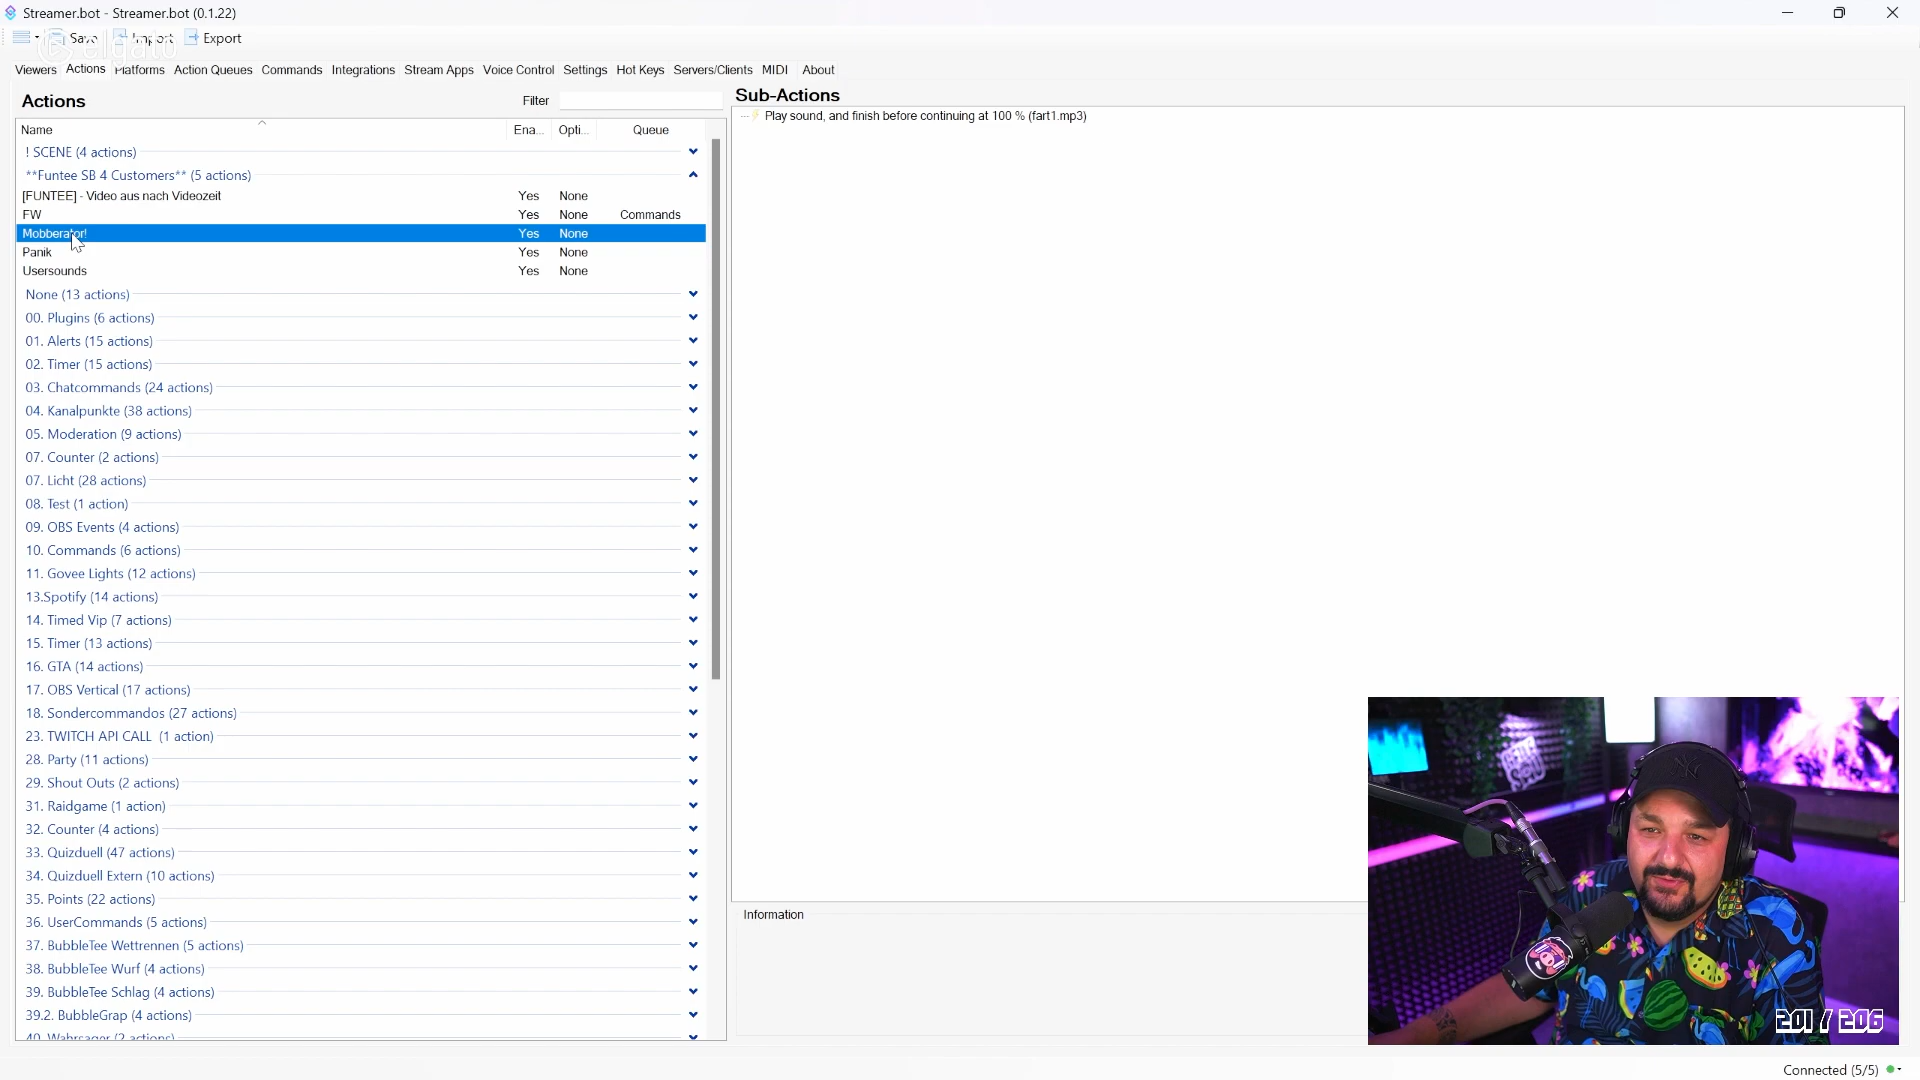 Streamer.bot - Streamer.bot (0.1.22)
Save Import Export
elgato
Viewers Actions Platforms Action Queues Commands Integrations Stream Apps Voice Control Settings Hot Keys Servers/Clients MIDI About
Actions Filter
Name Ena... Opti... Queue
! SCENE (4 actions)
**Funtee SB 4 Customers** (5 actions)
[FUNTEE] - Video aus nach Videozeit Yes None
FW Yes None Commands
Mobberator! Yes None
Panik Yes None
Usersounds Yes None
None (13 actions)
00. Plugins (6 actions)
01. Alerts (15 actions)
02. Timer (15 actions)
03. Chatcommands (24 actions)
04. Kanalpunkte (38 actions)
05. Moderation (9 actions)
07. Counter (2 actions)
07. Licht (28 actions)
08. Test (1 action)
09. OBS Events (4 actions)
10. Commands (6 actions)
11. Govee Lights (12 actions)
13.Spotify (14 actions)
14. Timed Vip (7 actions)
15. Timer (13 actions)
16. GTA (14 actions)
17. OBS Vertical (17 actions)
18. Sondercommandos (27 actions)
23. TWITCH API CALL (1 action)
28. Party (11 actions)
29. Shout Outs (2 actions)
31. Raidgame (1 action)
32. Counter (4 actions)
33. Quizduell (47 actions)
34. Quizduell Extern (10 actions)
35. Points (22 actions)
36. UserCommands (5 actions)
37. BubbleTee Wettrennen (5 actions)
38. BubbleTee Wurf (4 actions)
39. BubbleTee Schlag (4 actions)
39.2. BubbleGrap (4 actions)
40. Wahrsager (2 actions)
Sub-Actions
Play sound, and finish before continuing at 100 % (fart1.mp3)
Information
201 / 206
Connected (5/5)